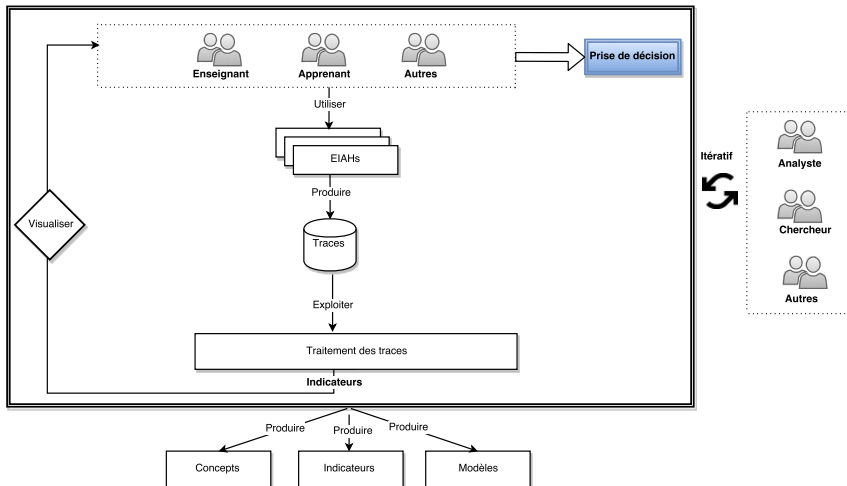 Enseignant
Apprenant
Autres
Prise de décision
Utiliser
EIAHs
Produire
Traces
Visualiser
Exploiter
Traitement des traces
Indicateurs
Itératif
Analyste
Chercheur
Autres
Produire
Produire
Produire
Concepts
Indicateurs
Modèles